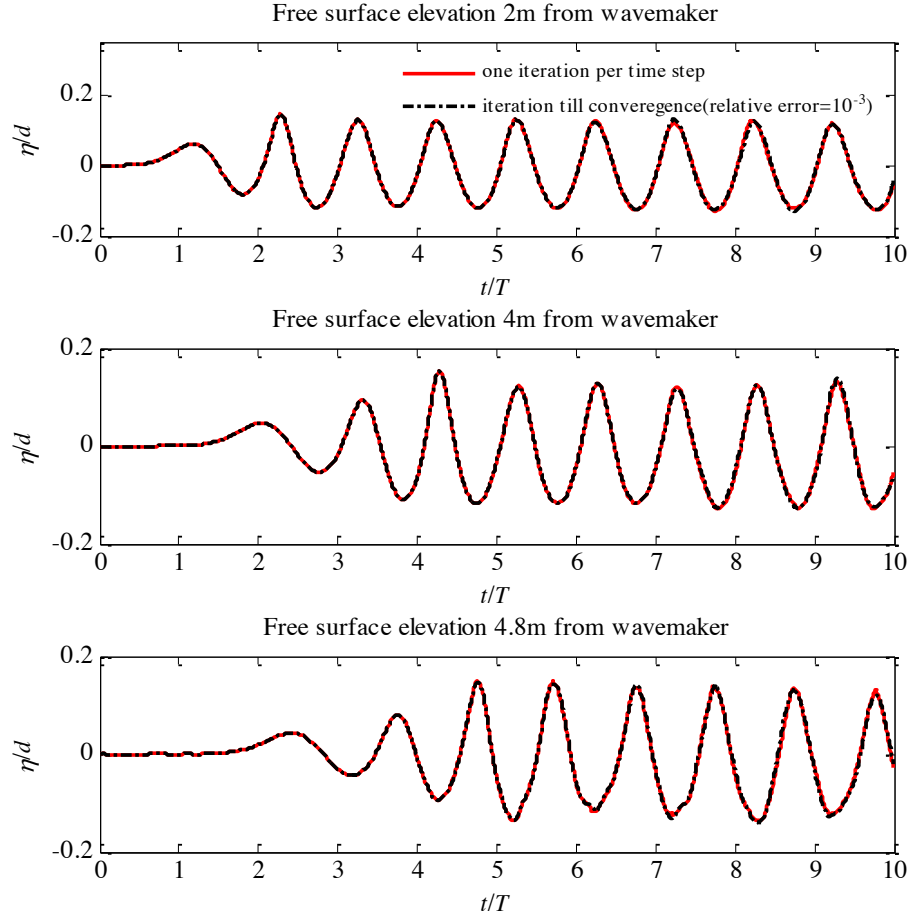 Free surface elevation 2m from wavemaker
one iteration per time step
iteration till converegence(relative error=10⁻³)
0.2
0
-0.2
η/d
0 1 2 3 4 5 6 7 8 9 10
t/T
Free surface elevation 4m from wavemaker
0.2
0
-0.2
η/d
0 1 2 3 4 5 6 7 8 9 10
t/T
Free surface elevation 4.8m from wavemaker
0.2
0
-0.2
η/d
0 1 2 3 4 5 6 7 8 9 10
t/T